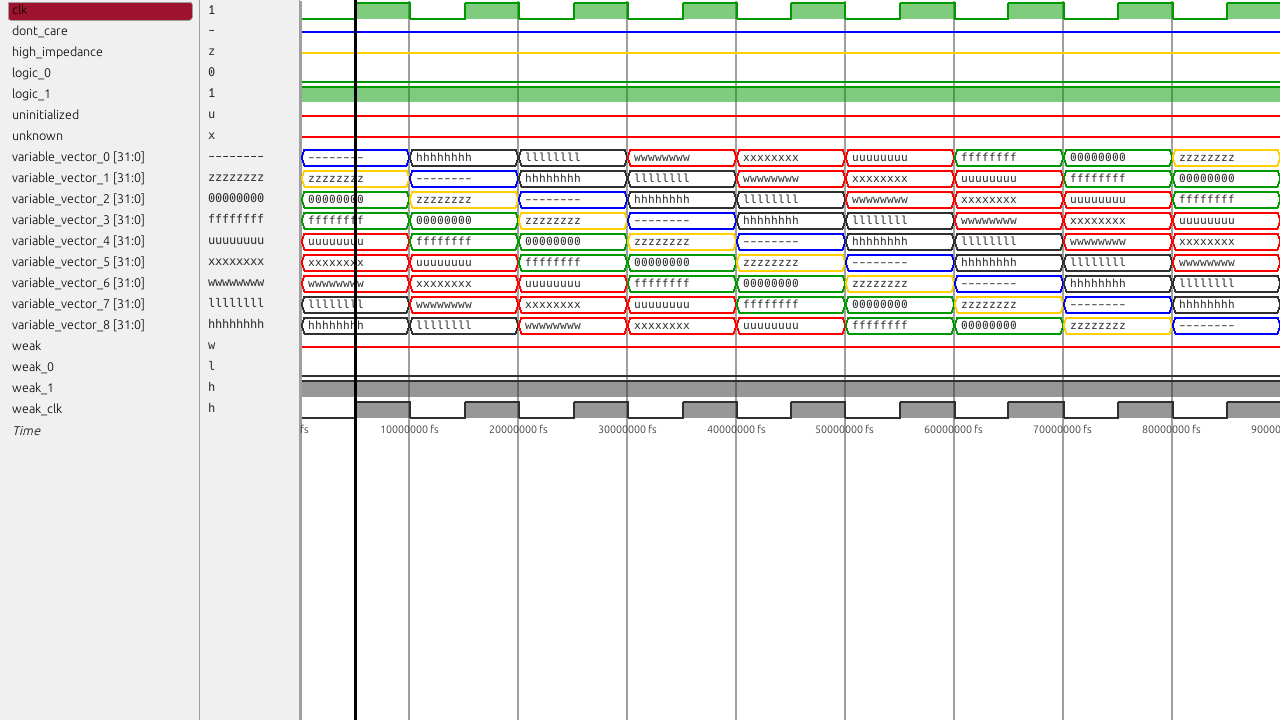 clk 1
dont_care -
high_impedance z
logic_0 0
logic_1 1
uninitialized u
unknown x
variable_vector_0 [31:0] -------- -------- hhhhhhhh llllllll wwwwwwww xxxxxxxx uuuuuuuu ffffffff 00000000 zzzzzzzz
variable_vector_1 [31:0] zzzzzzzz zzzzzzzz -------- hhhhhhhh llllllll wwwwwwww xxxxxxxx uuuuuuuu ffffffff 00000000
variable_vector_2 [31:0] 00000000 00000000 zzzzzzzz -------- hhhhhhhh llllllll wwwwwwww xxxxxxxx uuuuuuuu ffffffff
variable_vector_3 [31:0] ffffffff ffffffff 00000000 zzzzzzzz -------- hhhhhhhh llllllll wwwwwwww xxxxxxxx uuuuuuuu
variable_vector_4 [31:0] uuuuuuuu uuuuuuuu ffffffff 00000000 zzzzzzzz -------- hhhhhhhh llllllll wwwwwwww xxxxxxxx
variable_vector_5 [31:0] xxxxxxxx xxxxxxxx uuuuuuuu ffffffff 00000000 zzzzzzzz -------- hhhhhhhh llllllll wwwwwwww
variable_vector_6 [31:0] wwwwwwww wwwwwwww xxxxxxxx uuuuuuuu ffffffff 00000000 zzzzzzzz -------- hhhhhhhh llllllll
variable_vector_7 [31:0] llllllll llllllll wwwwwwww xxxxxxxx uuuuuuuu ffffffff 00000000 zzzzzzzz -------- hhhhhhhh
variable_vector_8 [31:0] hhhhhhhh hhhhhhhh llllllll wwwwwwww xxxxxxxx uuuuuuuu ffffffff 00000000 zzzzzzzz --------
weak w
weak_0 l
weak_1 h
weak_clk h
Time fs 10000000 fs 20000000 fs 30000000 fs 40000000 fs 50000000 fs 60000000 fs 70000000 fs 80000000 fs 90000